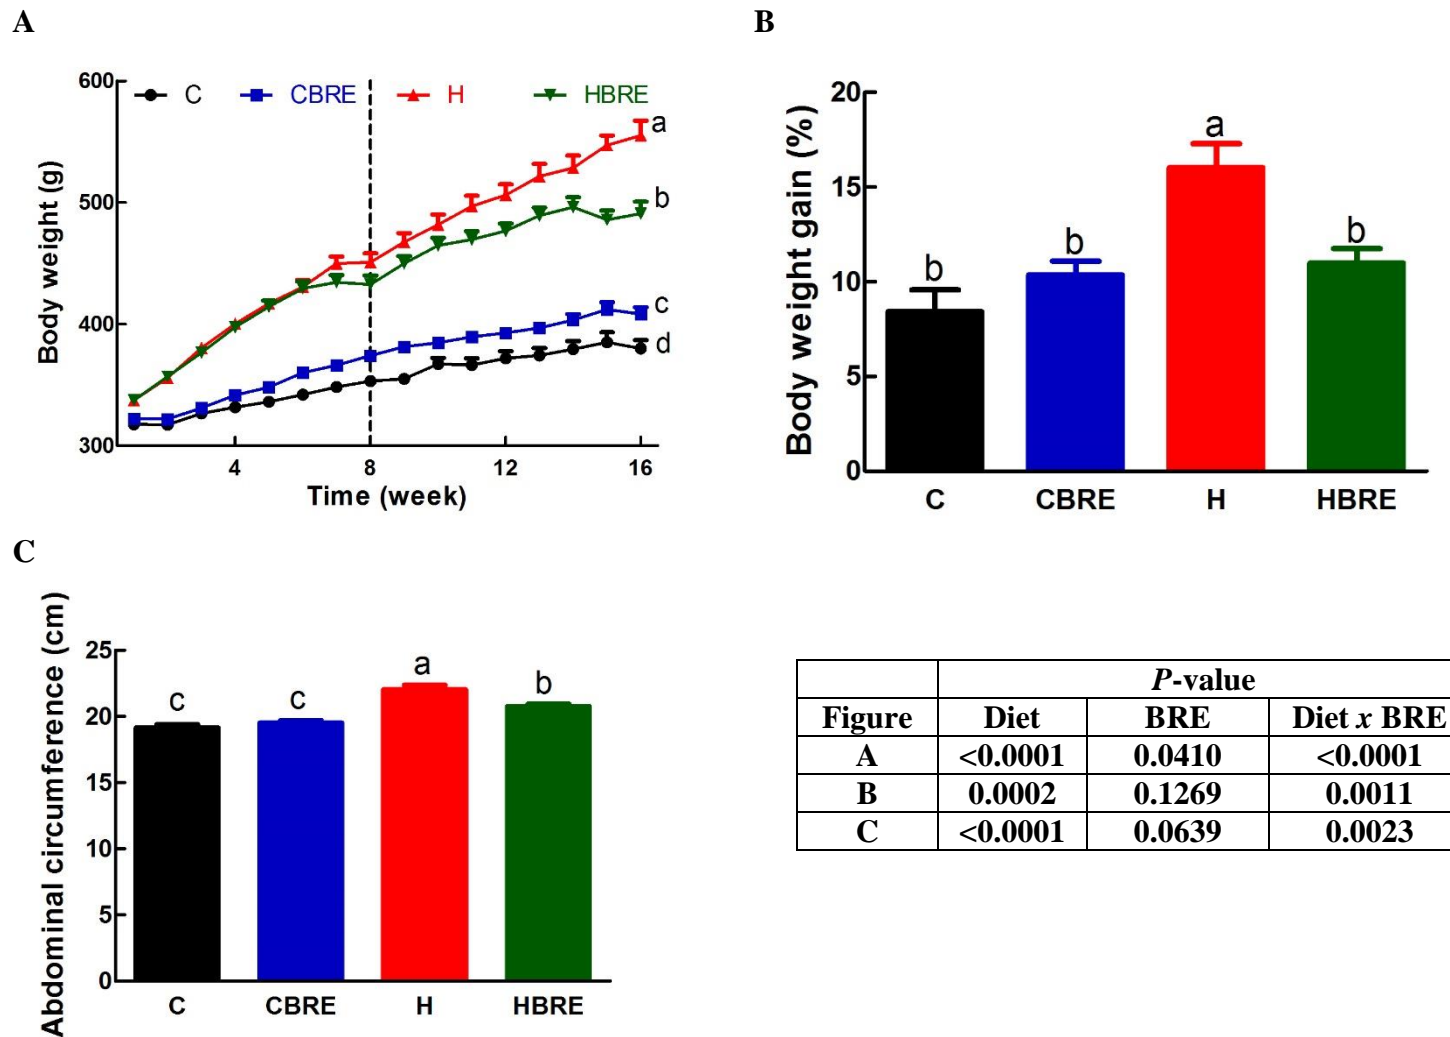 A
600
C CBRE H HBRE
a
500
b
Body weight (g)
400
c
d
300
4 8 12 16
Time (week)
B
20
a
15
b b b
10
5
0
Body weight gain (%)
C CBRE H HBRE
C
25
a
c c b
20
15
10
5
0
Abdominal circumference (cm)
C CBRE H HBRE
P-value
Figure Diet BRE Diet x BRE
A <0.0001 0.0410 <0.0001
B 0.0002 0.1269 0.0011
C <0.0001 0.0639 0.0023